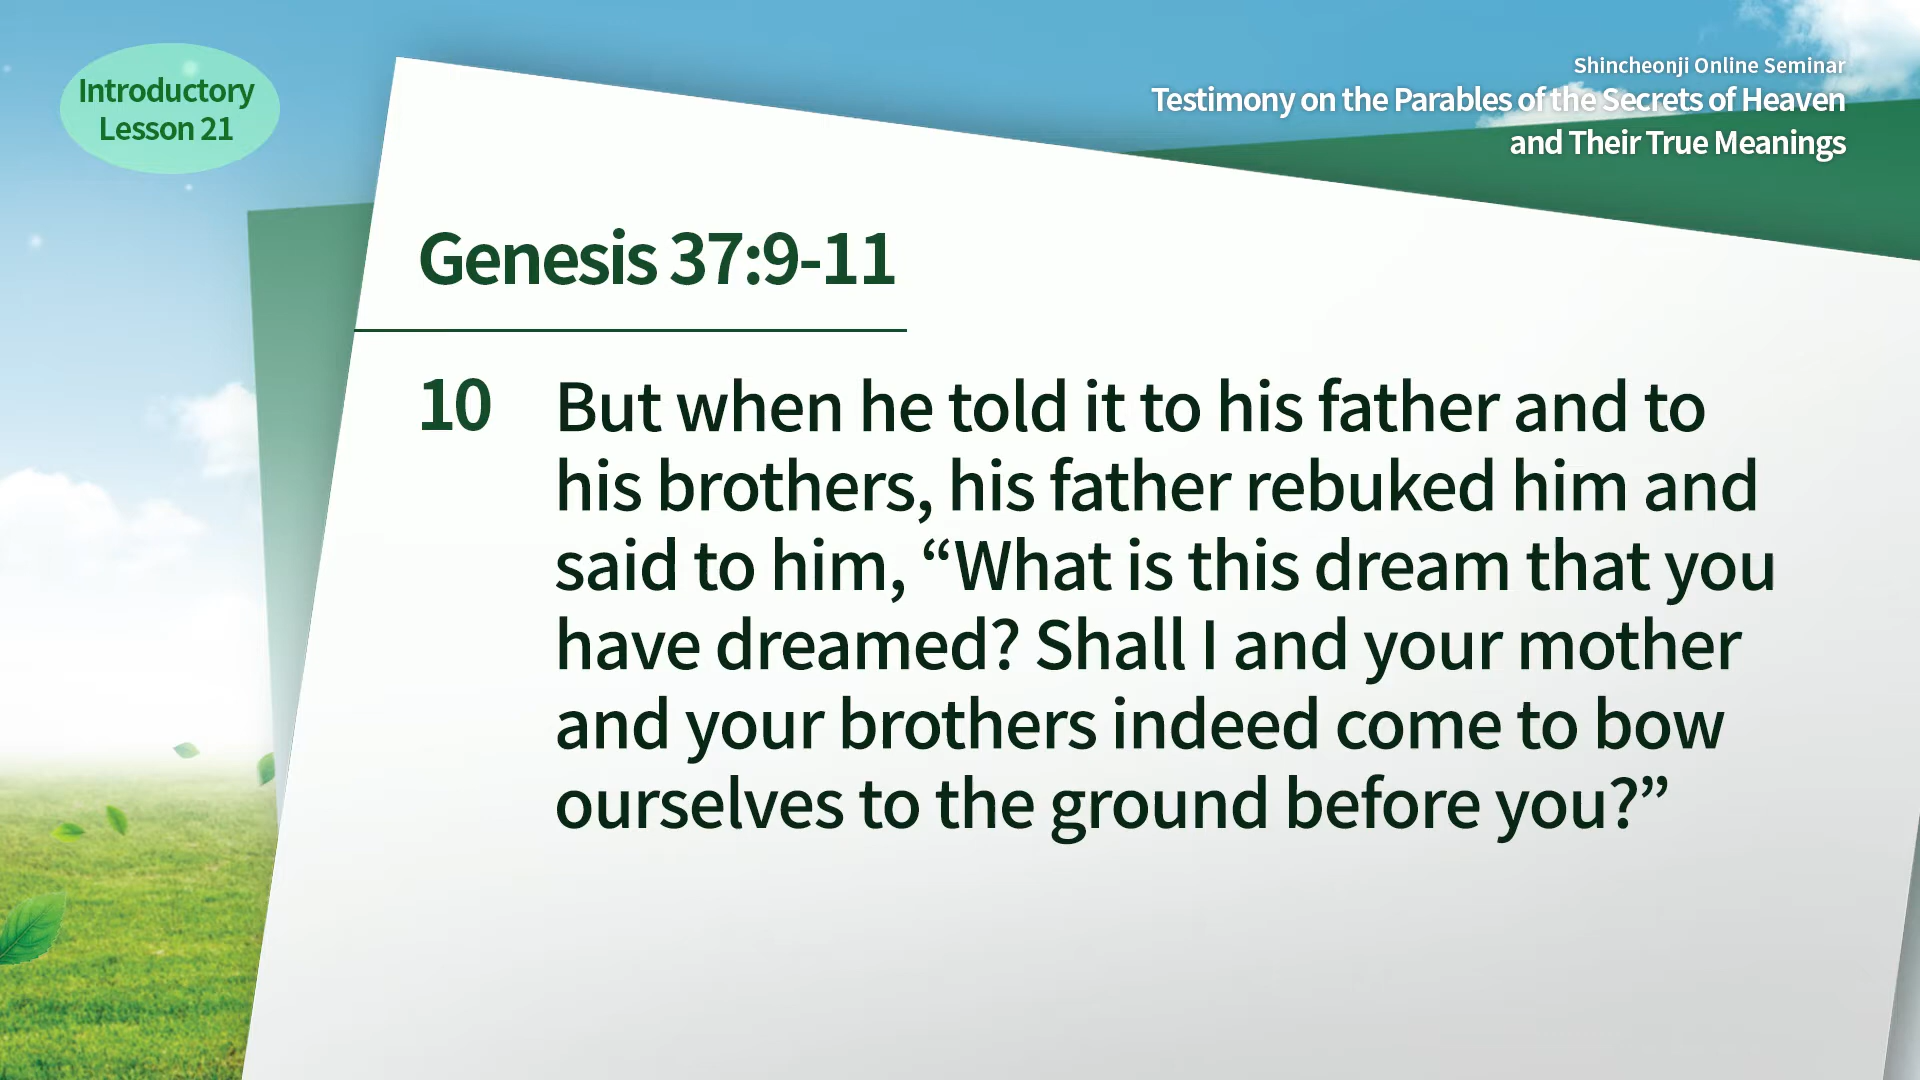 Introductory
Lesson 21
Shincheonji Online Seminar
Testimony on the Parables of the Secrets of Heaven
and Their True Meanings
Genesis 37:9-11
10 But when he told it to his father and to
his brothers, his father rebuked him and
said to him, “What is this dream that you
have dreamed? Shall I and your mother
and your brothers indeed come to bow
ourselves to the ground before you?”